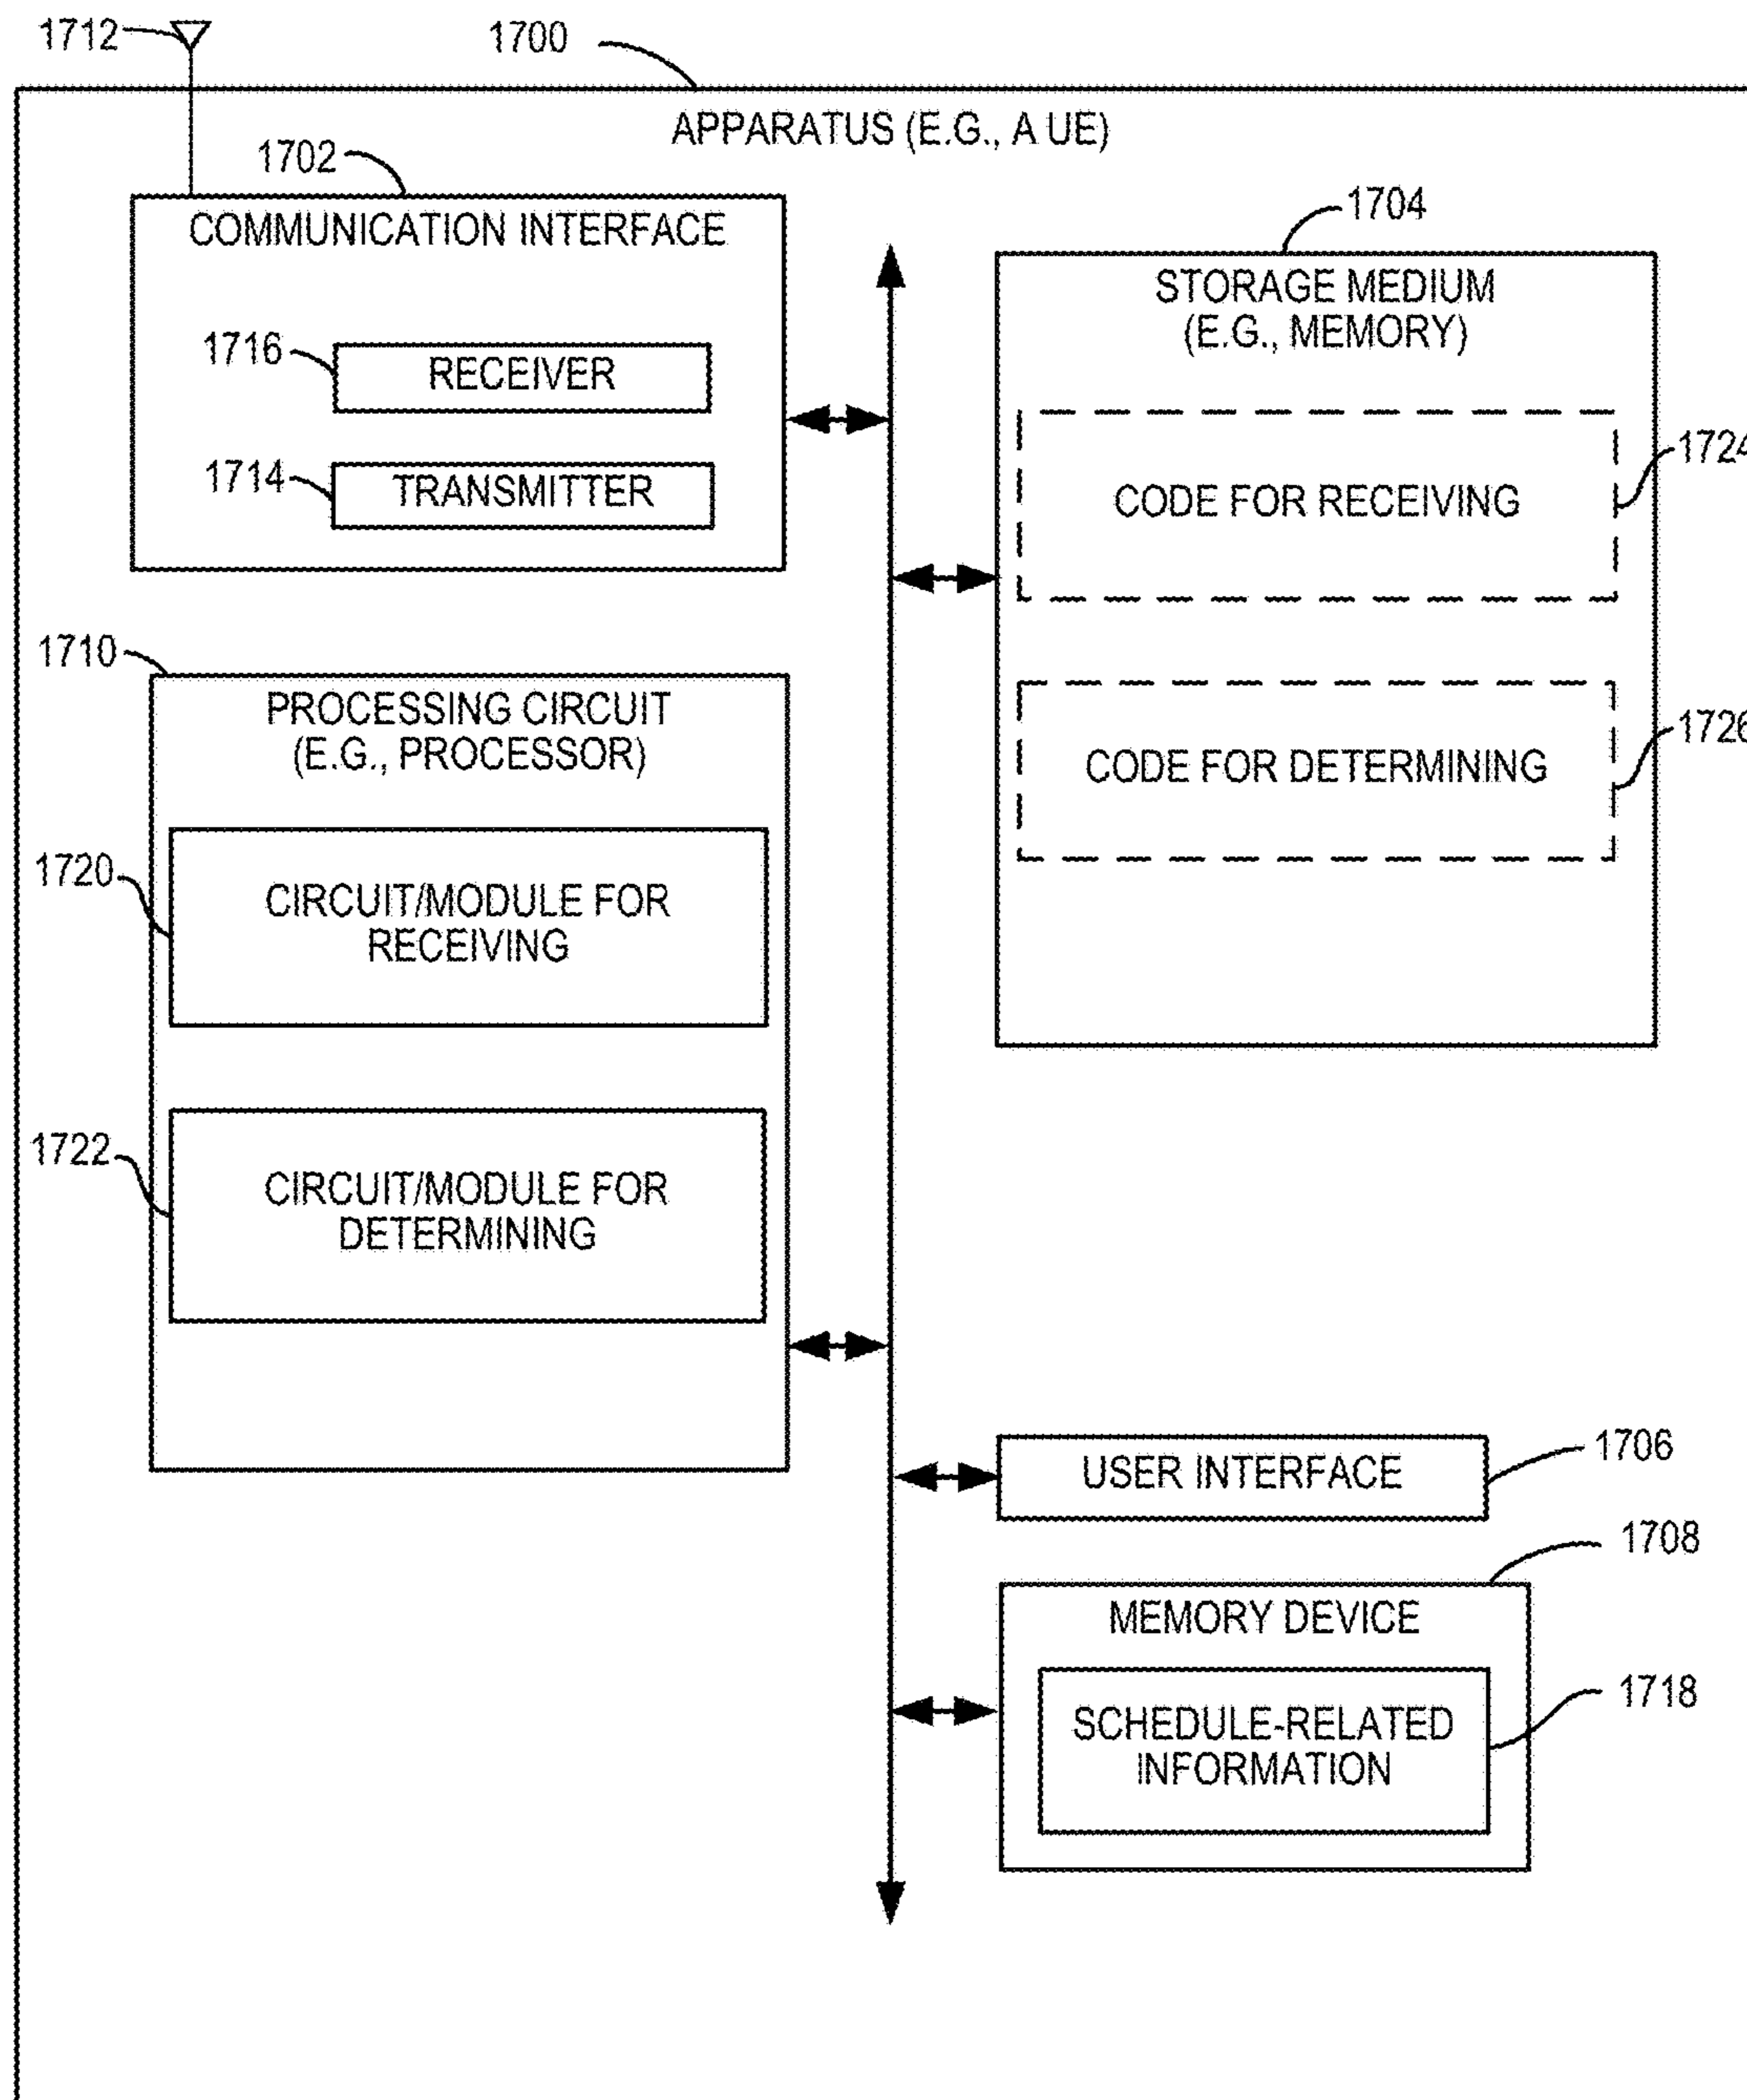 1712
1700
APPARATUS (E.G., A UE)
1702
COMMUNICATION INTERFACE
1716
RECEIVER
1714
TRANSMITTER
1704
STORAGE MEDIUM
(E.G., MEMORY)
1724
CODE FOR RECEIVING
1726
CODE FOR DETERMINING
1710
PROCESSING CIRCUIT
(E.G., PROCESSOR)
1720
CIRCUIT/MODULE FOR
RECEIVING
1722
CIRCUIT/MODULE FOR
DETERMINING
1706
USER INTERFACE
1708
MEMORY DEVICE
1718
SCHEDULE-RELATED
INFORMATION